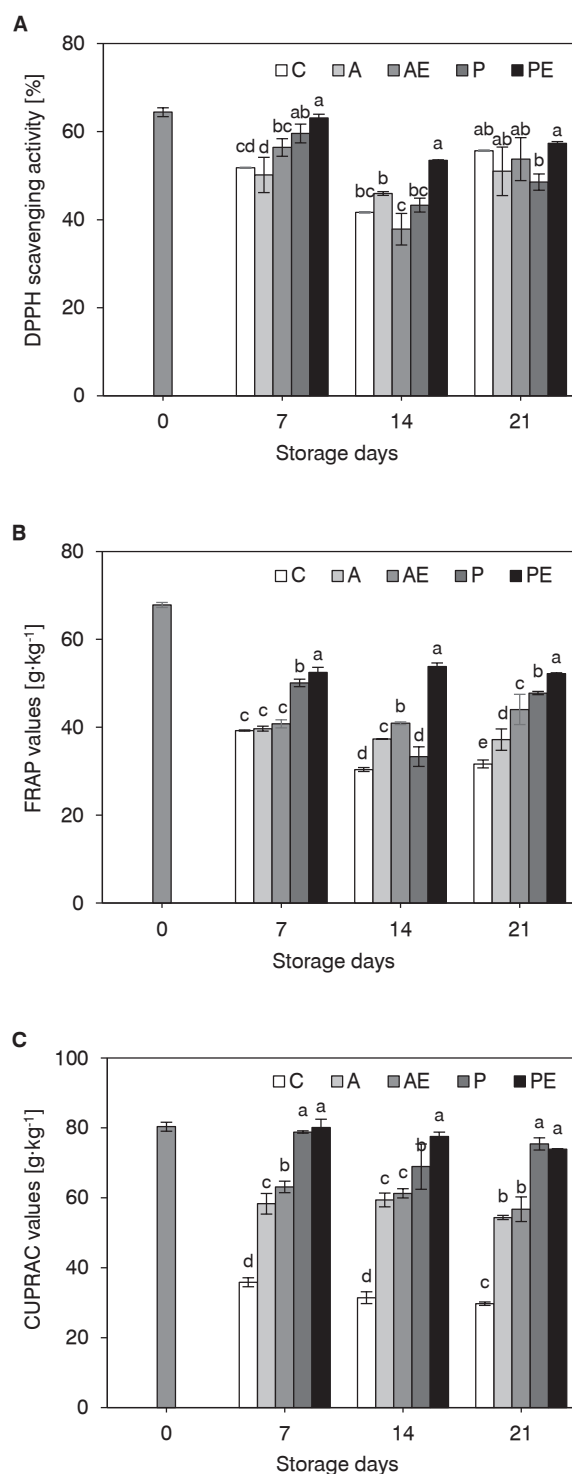 A
80
60
40
20
0
DPPH scavenging activity [%]
C A AE P PE
cd d bc ab a
bc b c bc a
ab ab ab b a
0 7 14 21
Storage days
B
80
60
40
20
0
FRAP values [g·kg⁻¹]
C A AE P PE
c c c b a
d c b d a
e d c b a
0 7 14 21
Storage days
C
100
80
60
40
20
0
CUPRAC values [g·kg⁻¹]
C A AE P PE
d c b a a
d c c b a
c b b a a
0 7 14 21
Storage days